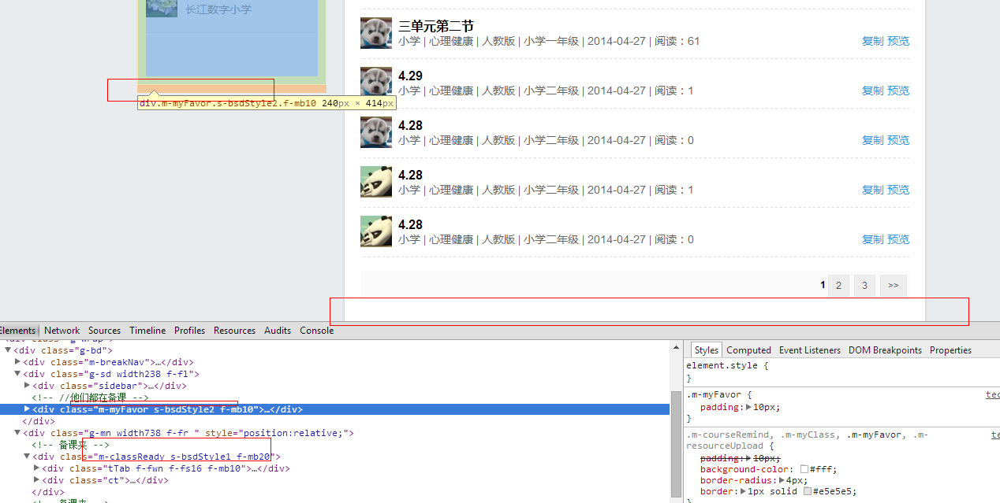 长江数字小学
三单元第二节
小学 | 心理健康 | 人教版 | 小学一年级 | 2014-04-27 | 阅读：61
复制 预览
4.29
小学 | 心理健康 | 人教版 | 小学二年级 | 2014-04-27 | 阅读：1
复制 预览
div.m-myFavor.s-bsdStyle2.f-mb10 240px × 414px
4.28
小学 | 心理健康 | 人教版 | 小学二年级 | 2014-04-27 | 阅读：0
复制 预览
4.28
小学 | 心理健康 | 人教版 | 小学二年级 | 2014-04-27 | 阅读：1
复制 预览
4.28
小学 | 心理健康 | 人教版 | 小学二年级 | 2014-04-27 | 阅读：0
复制 预览
1 2 3 >>
Elements Network Sources Timeline Profiles Resources Audits Console
<div class="g-bd">
<div class="m-breakNav">…</div>
<div class="g-sd width238 f-fl">
<div class="sidebar">…</div>
<!-- //他们都在备课 -->
<div class="m-myFavor s-bsdStyle2 f-mb10">…</div>
</div>
<div class="g-mn width738 f-fr " style="position:relative;">
<!-- 备课夹 -->
<div class="m-classReady s-bsdStyle1 f-mb20">
<div class="tTab f-fwn f-fs16 f-mb10">…</div>
<div class="ct">…</div>
</div>
Styles Computed Event Listeners DOM Breakpoints Properties
element.style {
}
.m-myFavor {
padding: 10px;
}
.m-courseRemind, .m-myClass, .m-myFavor, .m-
resourceUpload {
padding: 10px;
background-color: #fff;
border-radius: 4px;
border: 1px solid #e5e5e5;
}